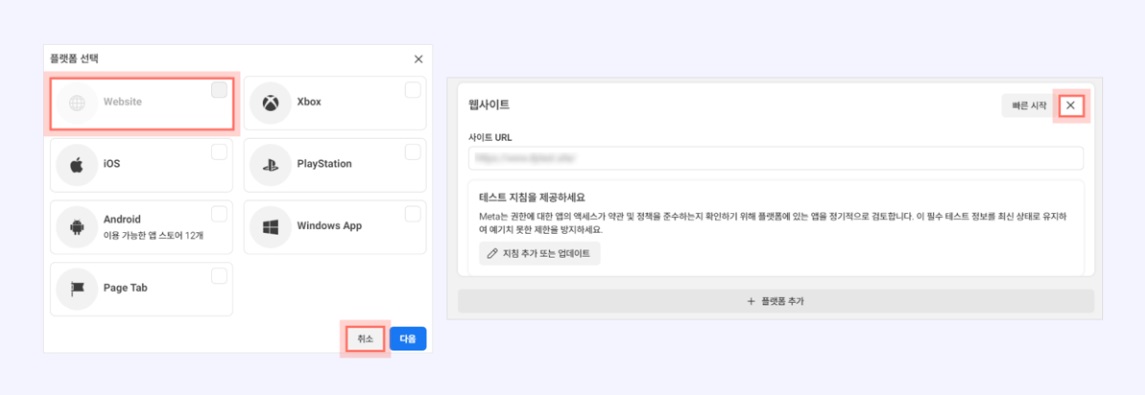 플랫폼 선택
Website
Xbox
iOS
PlayStation
Android
이용 가능한 앱 스토어 12개
Windows App
Page Tab
취소
다음
웹사이트
빠른 시작
사이트 URL
테스트 지침을 제공하세요
Meta는 권한에 대한 앱의 액세스가 약관 및 정책을 준수하는지 확인하기 위해 플랫폼에 있는 앱을 정기적으로 검토합니다. 이 필수 테스트 정보를 최신 상태로 유지하
여 예기치 못한 제한을 방지하세요.
지침 추가 또는 업데이트
+ 플랫폼 추가